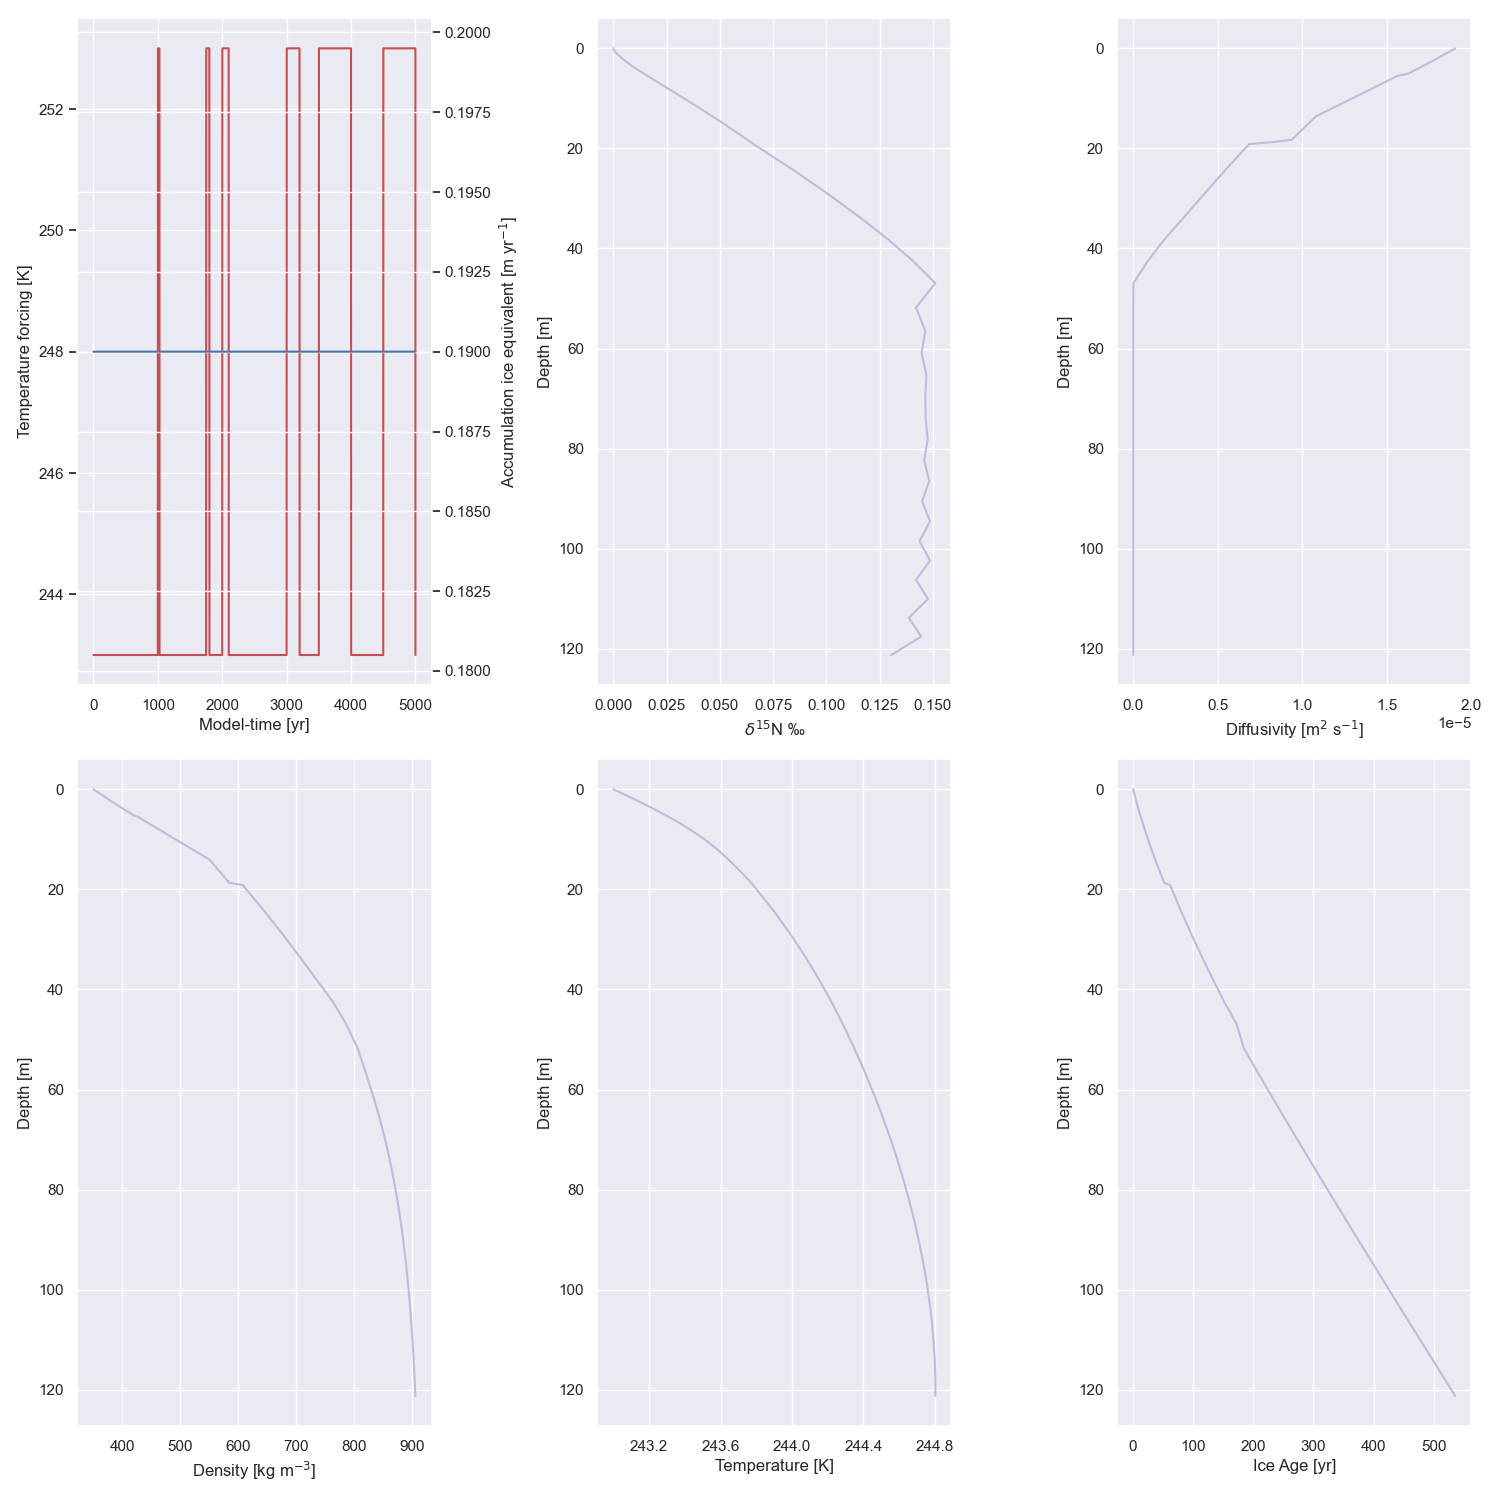 252
250
248
246
244
Temperature forcing [K]
0 1000 2000 3000 4000 5000
Model-time [yr]
0.2000
0.1975
0.1950
0.1925
0.1900
0.1875
0.1850
0.1825
0.1800
Accumulation ice equivalent [m yr⁻¹]
0
20
40
60
80
100
120
Depth [m]
0.000 0.025 0.050 0.075 0.100 0.125 0.150
δ¹⁵N ‰
0
20
40
60
80
100
120
Depth [m]
0.0 0.5 1.0 1.5 2.0
1e−5
Diffusivity [m² s⁻¹]
0
20
40
60
80
100
120
Depth [m]
400 500 600 700 800 900
Density [kg m⁻³]
0
20
40
60
80
100
120
Depth [m]
243.2 243.6 244.0 244.4 244.8
Temperature [K]
0
20
40
60
80
100
120
Depth [m]
0 100 200 300 400 500
Ice Age [yr]